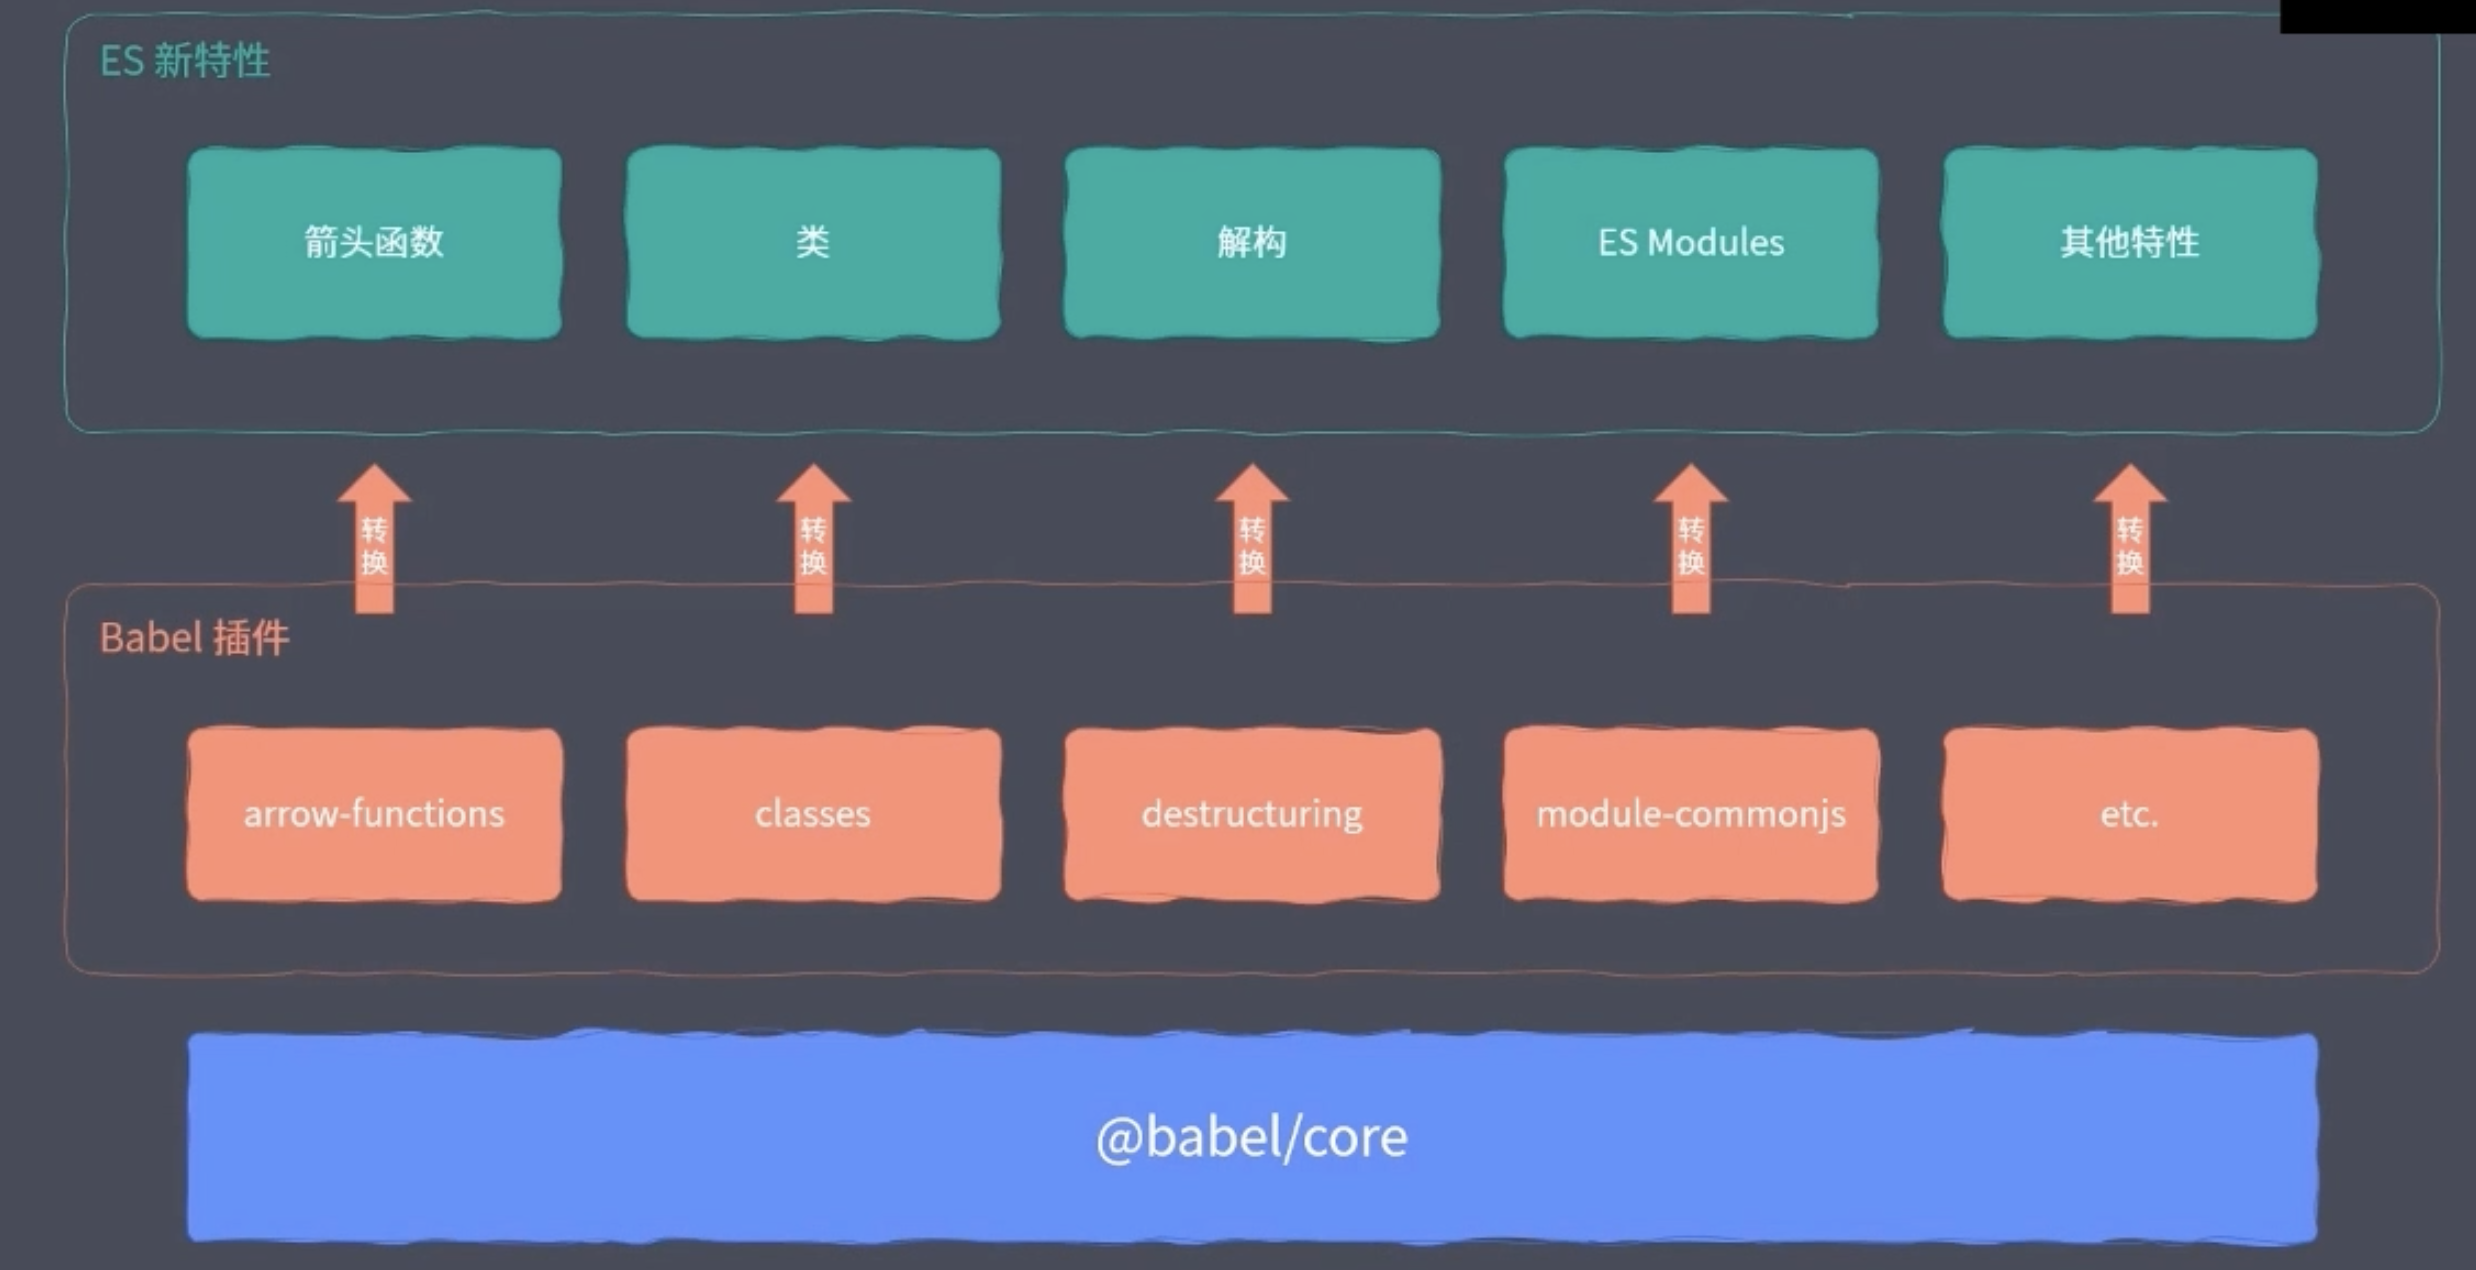 ES 新特性
箭头函数
类
解构
ES Modules
其他特性
转
换
转
换
转
换
转
换
转
换
Babel 插件
arrow-functions
classes
destructuring
module-commonjs
etc.
@babel/core